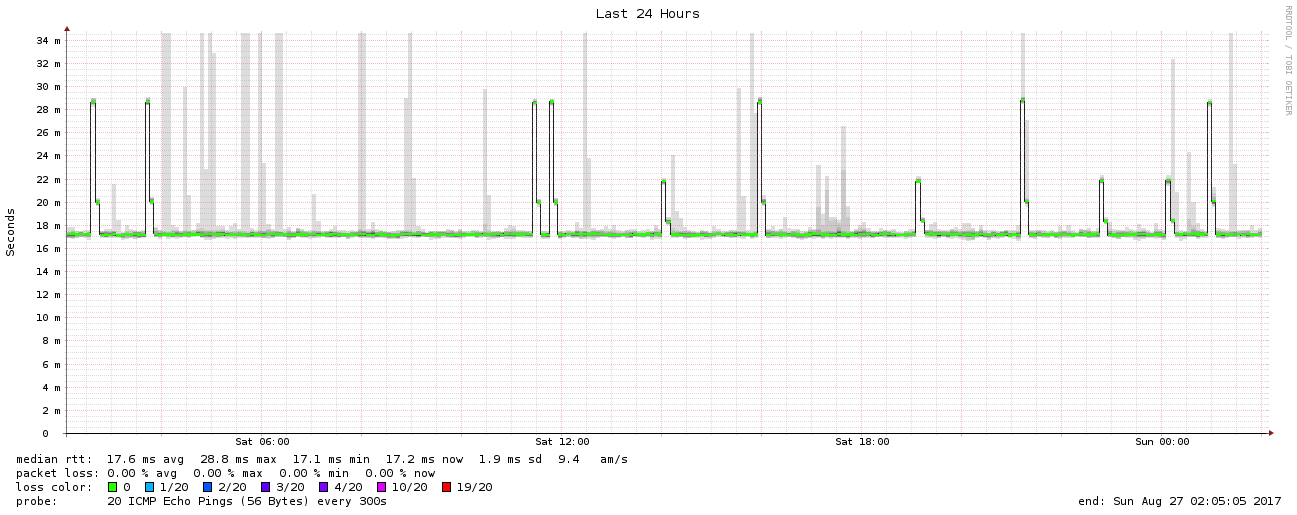 Last 24 Hours
RRDTOOL / TOBI OETIKER
Seconds
34 m
32 m
30 m
28 m
26 m
24 m
22 m
20 m
18 m
16 m
14 m
12 m
10 m
8 m
6 m
4 m
2 m
0
Sat 06:00 Sat 12:00 Sat 18:00 Sun 00:00
median rtt: 17.6 ms avg 28.8 ms max 17.1 ms min 17.2 ms now 1.9 ms sd 9.4 am/s
packet loss: 0.00 % avg 0.00 % max 0.00 % min 0.00 % now
loss color: 0 1/20 2/20 3/20 4/20 10/20 19/20
probe: 20 ICMP Echo Pings (56 Bytes) every 300s end: Sun Aug 27 02:05:05 2017